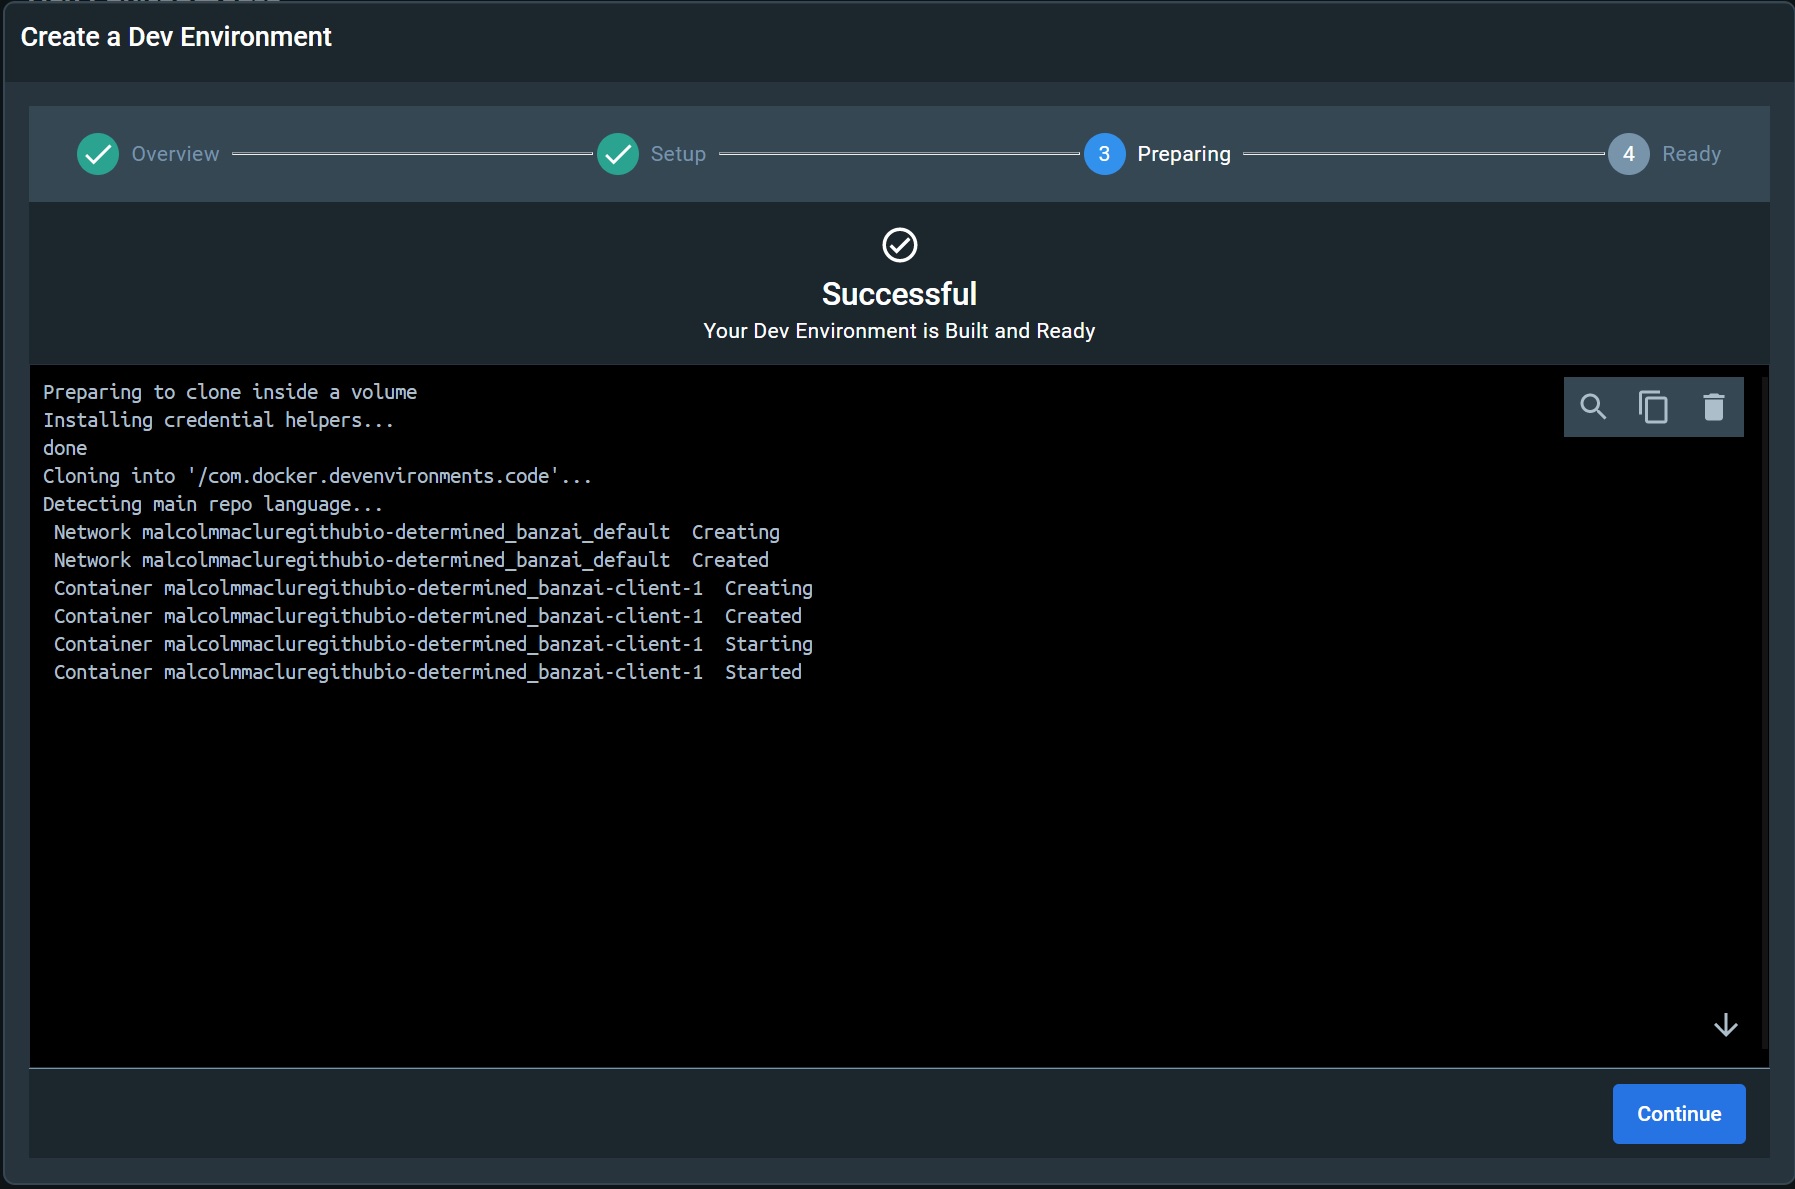 Create a Dev Environment
Overview
Setup
3 Preparing
4 Ready
Successful
Your Dev Environment is Built and Ready
Preparing to clone inside a volume
Installing credential helpers...
done
Cloning into '/com.docker.devenvironments.code'...
Detecting main repo language...
Network malcolmmacluregithubio-determined_banzai_default  Creating
Network malcolmmacluregithubio-determined_banzai_default  Created
Container malcolmmacluregithubio-determined_banzai-client-1  Creating
Container malcolmmacluregithubio-determined_banzai-client-1  Created
Container malcolmmacluregithubio-determined_banzai-client-1  Starting
Container malcolmmacluregithubio-determined_banzai-client-1  Started
Continue